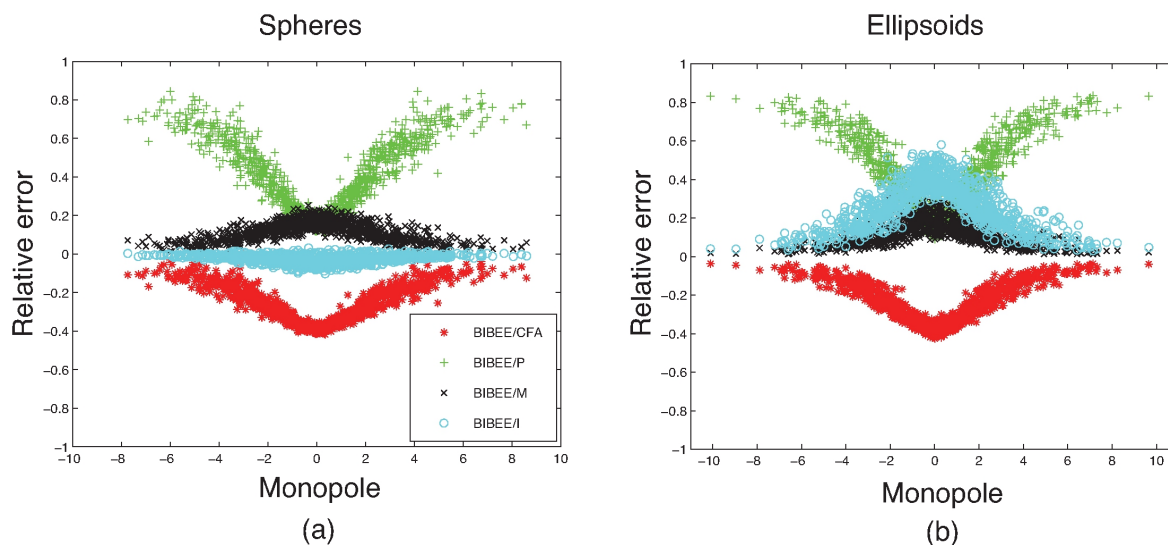 Spheres
1
0.8
0.6
0.4
0.2
0
−0.2
−0.4
−0.6
−0.8
−1
Relative error
−10 −8 −6 −4 −2 0 2 4 6 8 10
Monopole
BIBEE/CFA
BIBEE/P
BIBEE/M
BIBEE/I
(a)
Ellipsoids
1
0.8
0.6
0.4
0.2
0
−0.2
−0.4
−0.6
−0.8
−1
Relative error
−10 −8 −6 −4 −2 0 2 4 6 8 10
Monopole
(b)